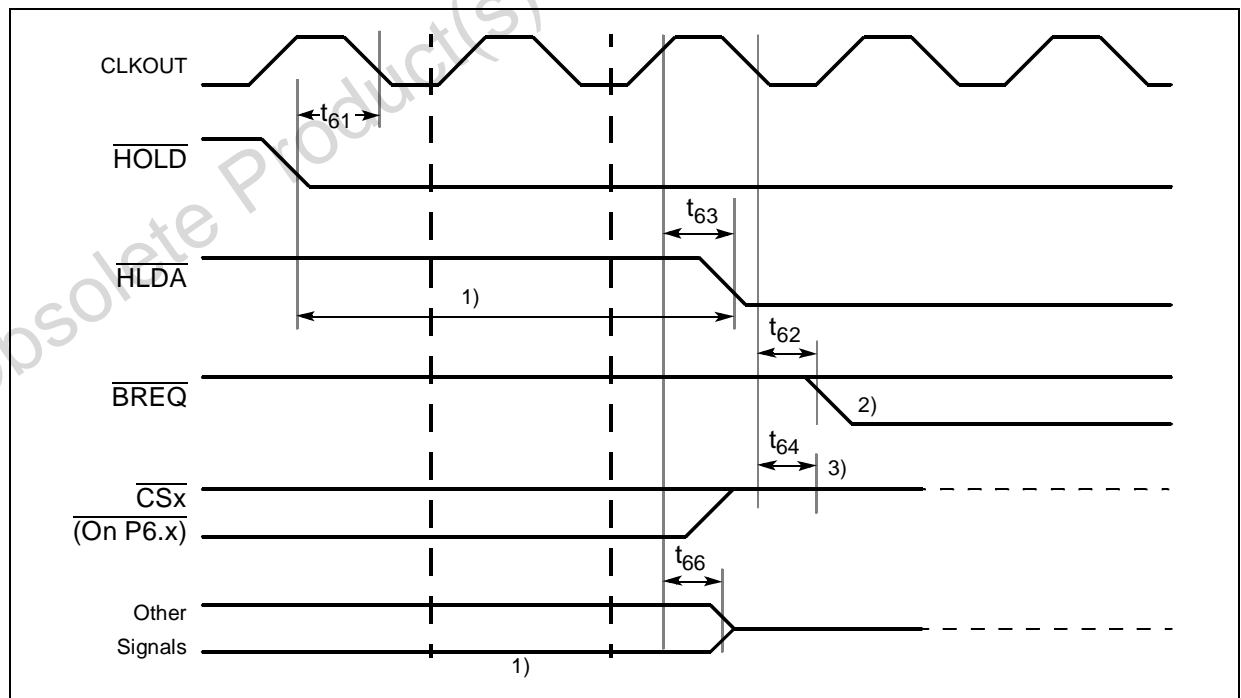 CLKOUT
t61
HOLD
t63
HLDA
1)
t62
BREQ
2)
t64
3)
CSx
(On P6.x)
t66
Other
Signals
1)
Obsolete Product(s)